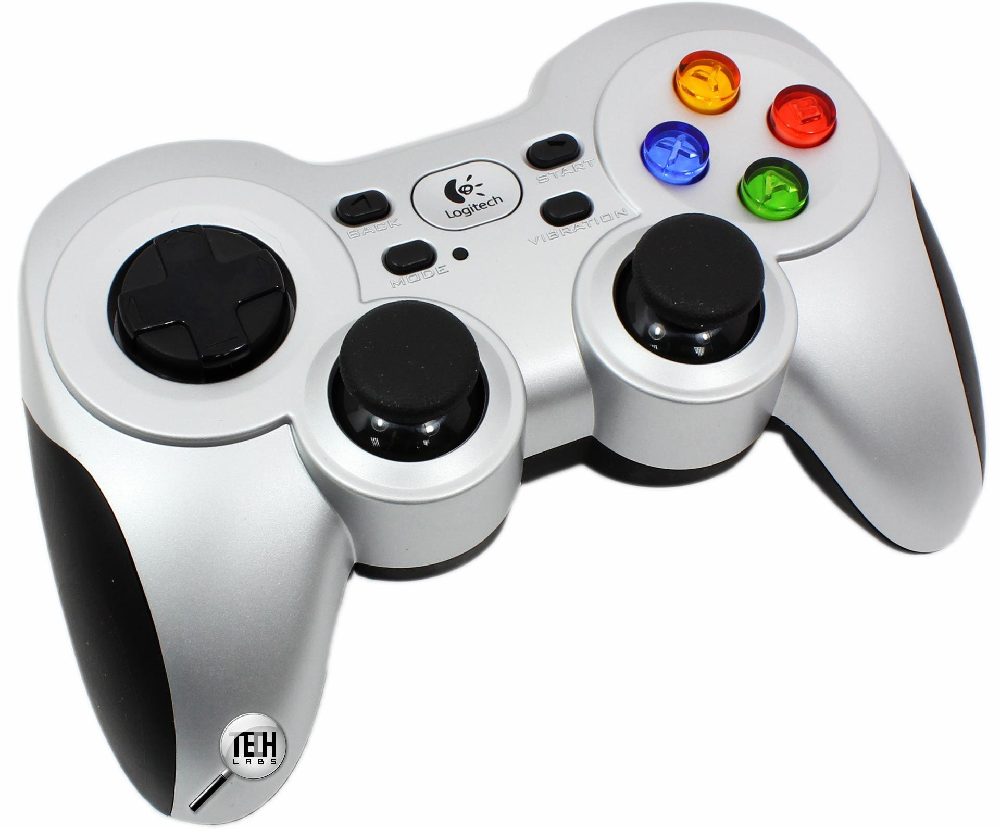 Y
B
X
A
START
Logitech
BACK
VIBRATION
MODE
TECH
LABS